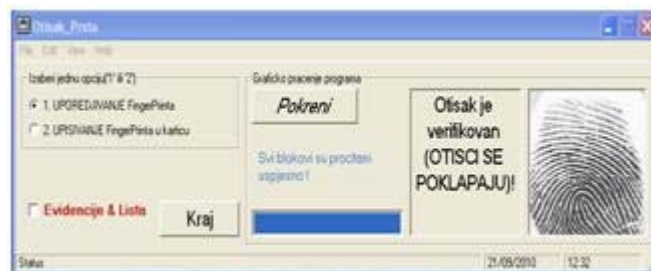 Otisak_Prsta
File Edit View Help
Izaberi jednu opciju('1' ili '2')
1. UPOREDJIVANJE FingerPrinta
2. UPISIVANJE FingerPrinta u karticu
Evidencije & Lista
Kraj
Graficko pracenje programa
Pokreni
Svi blokovi su procitani
uspjesno !
Otisak je
verifikovan
(OTISCI SE
POKLAPAJU)!
Status
21/09/2010
12:32